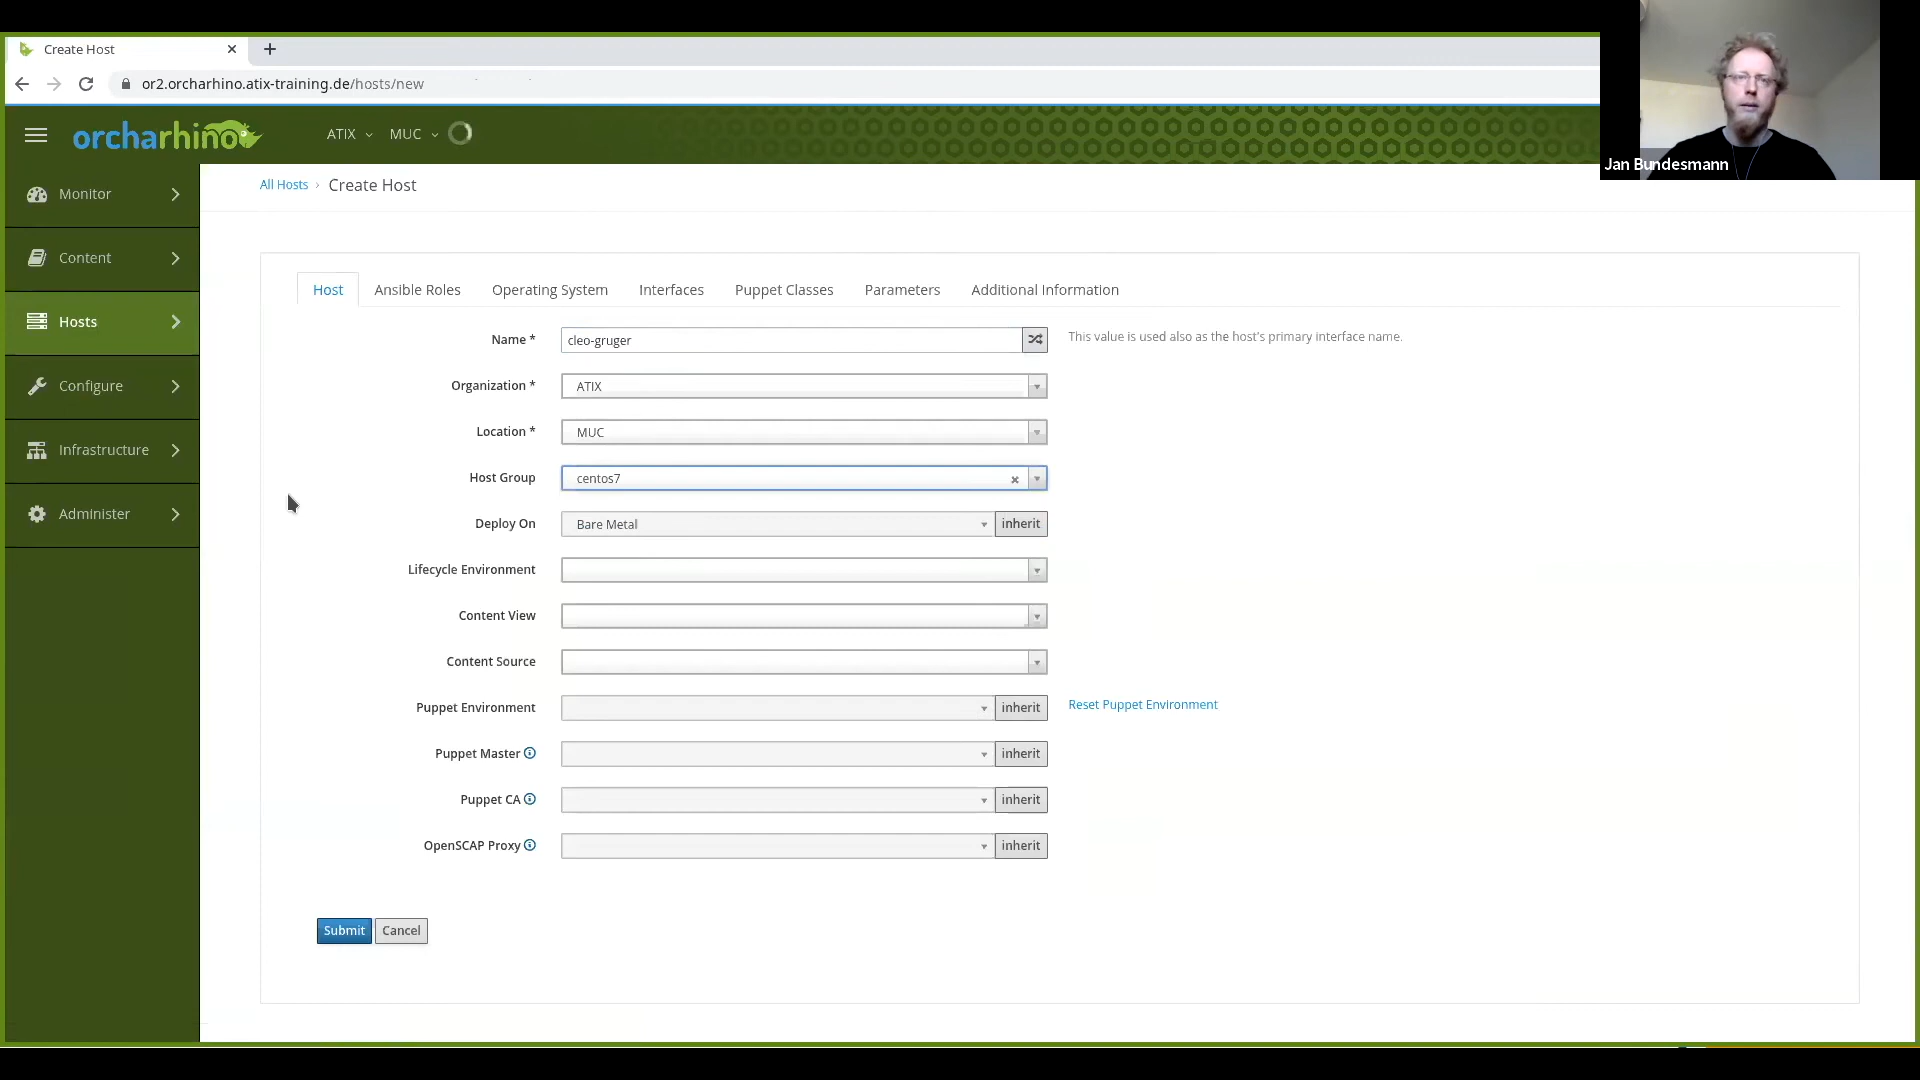 Create Host
or2.orcharhino.atix-training.de/hosts/new
orcharhino ATIX MUC
Jan Bundesmann
Monitor
Content
Hosts
Configure
Infrastructure
Administer
All Hosts › Create Host
Host Ansible Roles Operating System Interfaces Puppet Classes Parameters Additional Information
Name * cleo-gruger This value is used also as the host's primary interface name.
Organization * ATIX
Location * MUC
Host Group centos7
Deploy On Bare Metal inherit
Lifecycle Environment
Content View
Content Source
Puppet Environment inherit Reset Puppet Environment
Puppet Master inherit
Puppet CA inherit
OpenSCAP Proxy inherit
Submit Cancel